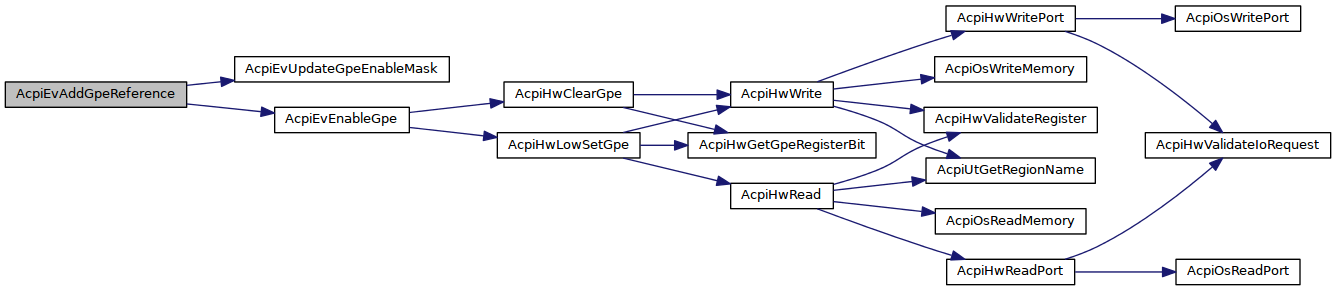 AcpiEvAddGpeReference
AcpiEvUpdateGpeEnableMask
AcpiEvEnableGpe
AcpiHwClearGpe
AcpiHwLowSetGpe
AcpiHwWrite
AcpiHwGetGpeRegisterBit
AcpiHwRead
AcpiHwWritePort
AcpiOsWriteMemory
AcpiHwValidateRegister
AcpiUtGetRegionName
AcpiOsReadMemory
AcpiHwReadPort
AcpiOsWritePort
AcpiHwValidateIoRequest
AcpiOsReadPort